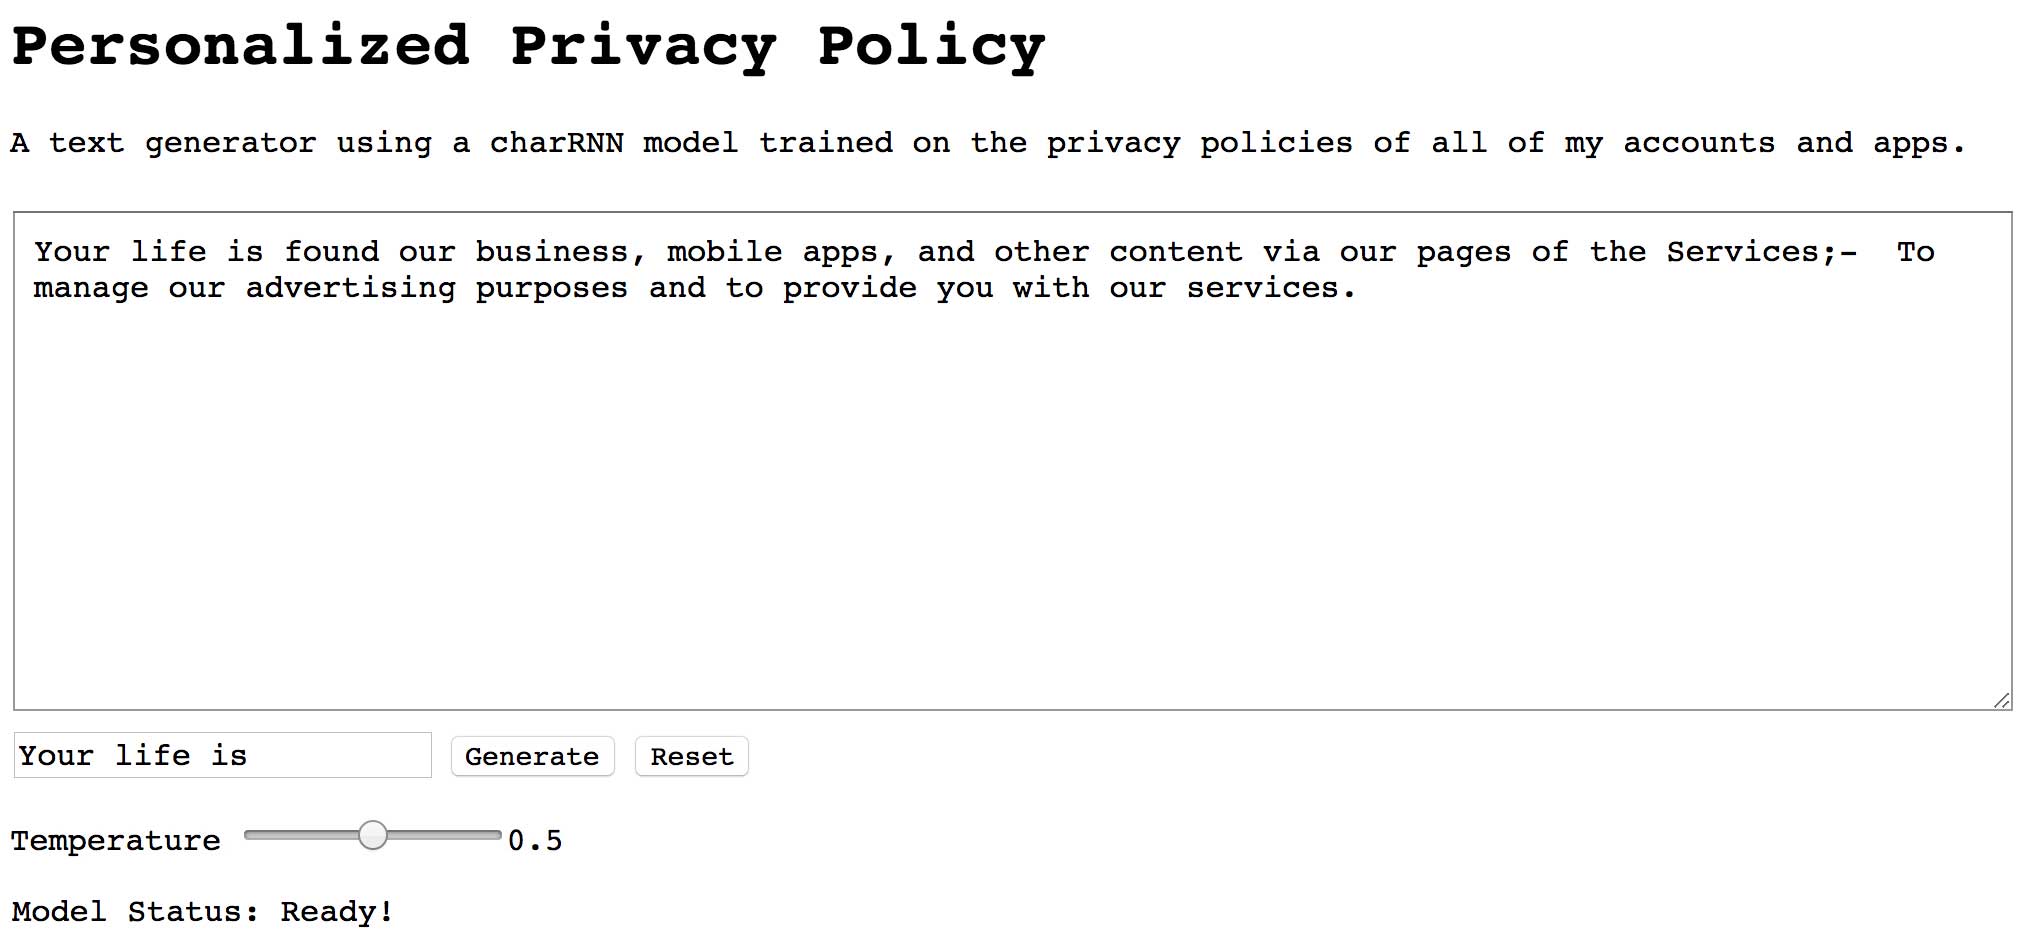 Personalized Privacy Policy
A text generator using a charRNN model trained on the privacy policies of all of my accounts and apps.
Your life is found our business, mobile apps, and other content via our pages of the Services;-  To
manage our advertising purposes and to provide you with our services.
Your life is Generate Reset
Temperature 0.5
Model Status: Ready!